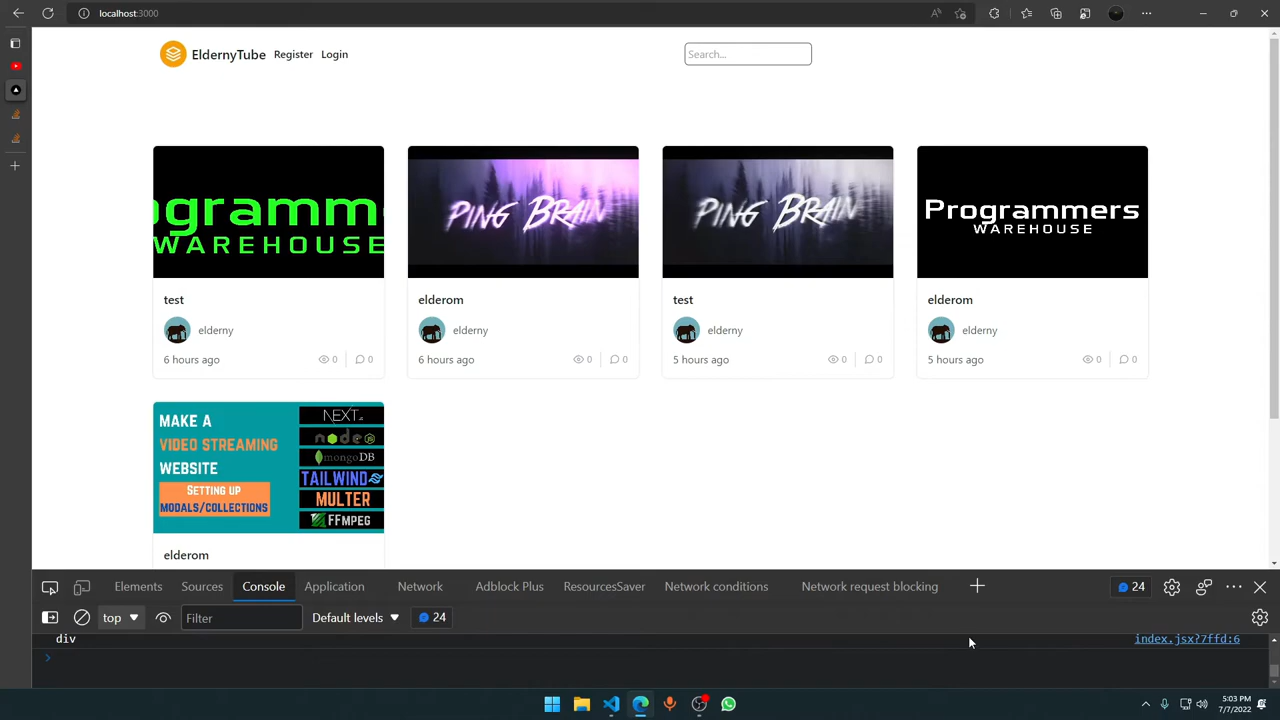 localhost:3000
EldernyTube Register Login Search...
ogramm
WAREHOUSE
PING BRAIN
PING BRAIN
Programmers
WAREHOUSE
test
elderny
6 hours ago 0 0
elderom
elderny
6 hours ago 0 0
test
elderny
5 hours ago 0 0
elderom
elderny
5 hours ago 0 0
MAKE A
VIDEO STREAMING
WEBSITE
SETTING UP
MODALS/COLLECTIONS
NEXT.JS
node JS
mongoDB
TAILWIND
MULTER
FFMPEG
elderom
Elements Sources Console Application Network Adblock Plus ResourcesSaver Network conditions Network request blocking 24
top Filter Default levels 24
div index.jsx?7ffd:6
5:03 PM
7/7/2022